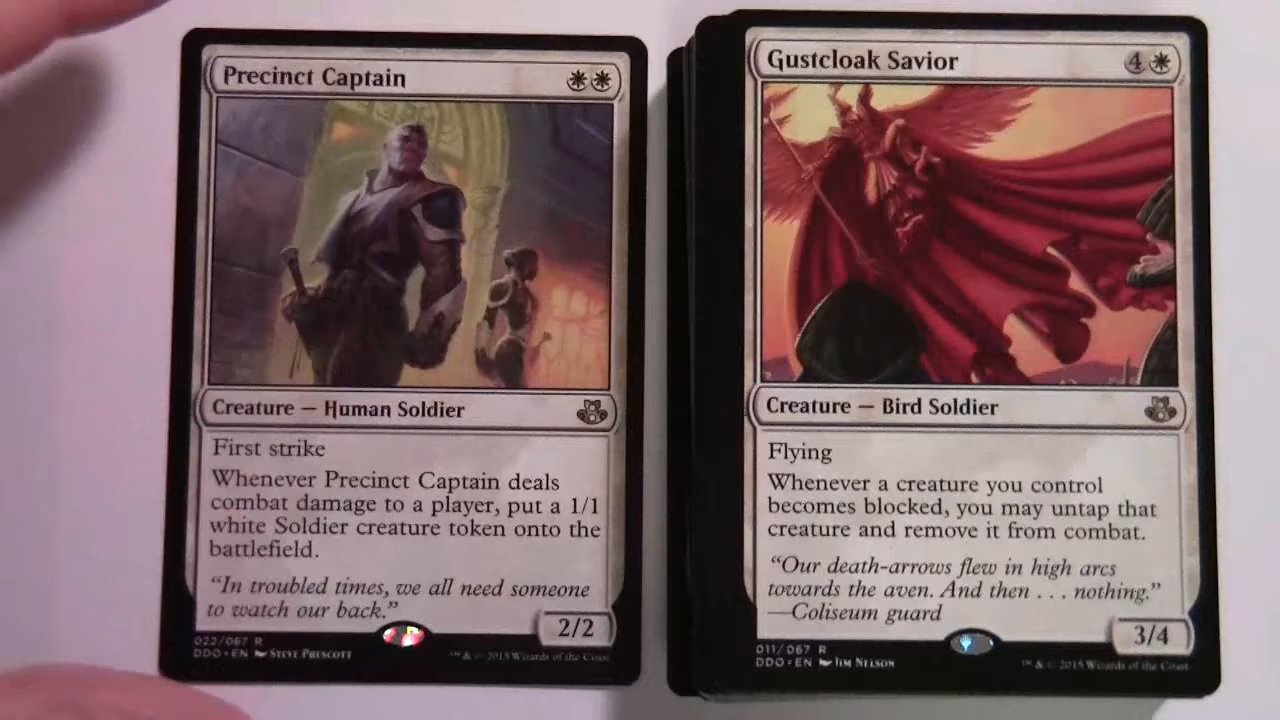 Precinct Captain
Creature — Human Soldier
First strike
Whenever Precinct Captain deals
combat damage to a player, put a 1/1
white Soldier creature token onto the
battlefield.
"In troubled times, we all need someone
to watch our back."
2/2
022/067 R
DDO • EN Steve Prescott
™ & © 2015 Wizards of the Coast
Gustcloak Savior
4
Creature — Bird Soldier
Flying
Whenever a creature you control
becomes blocked, you may untap that
creature and remove it from combat.
"Our death-arrows flew in high arcs
towards the aven. And then . . . nothing."
—Coliseum guard
3/4
011/067 R
DDO • EN Jim Nelson
™ & © 2015 Wizards of the Coast